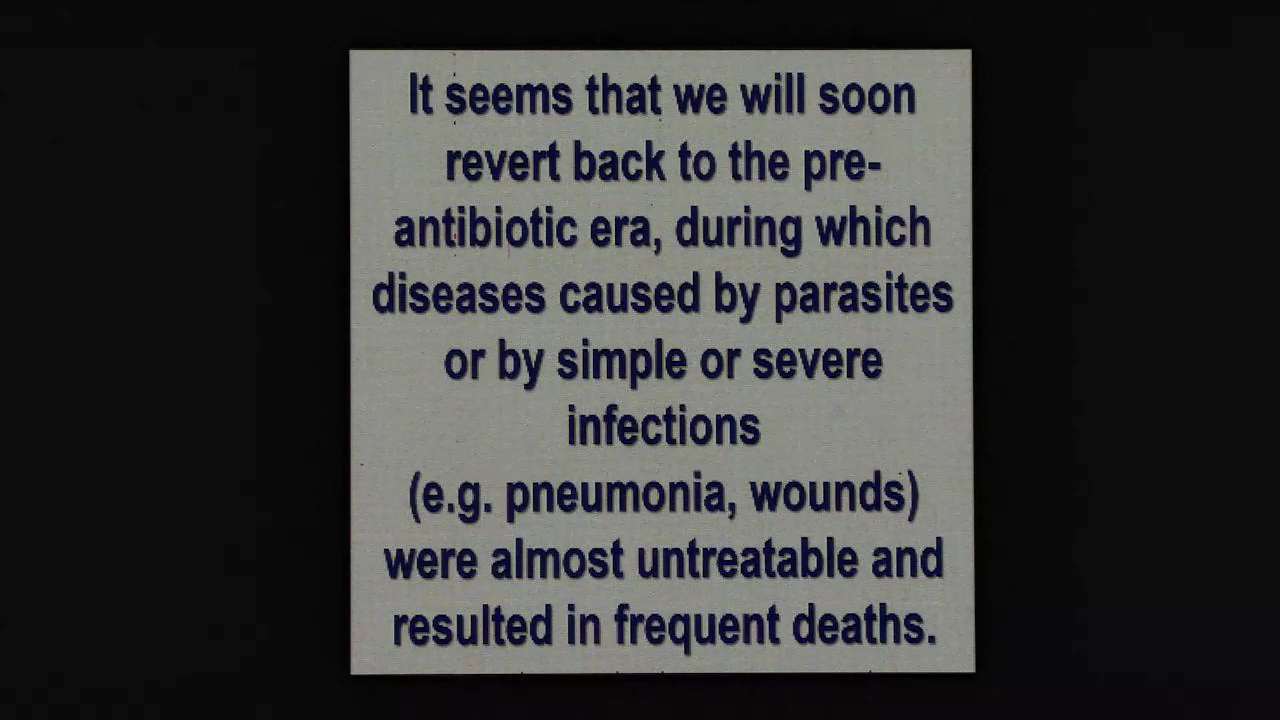 It seems that we will soon
revert back to the pre-
antibiotic era, during which
diseases caused by parasites
or by simple or severe
infections
(e.g. pneumonia, wounds)
were almost untreatable and
resulted in frequent deaths.